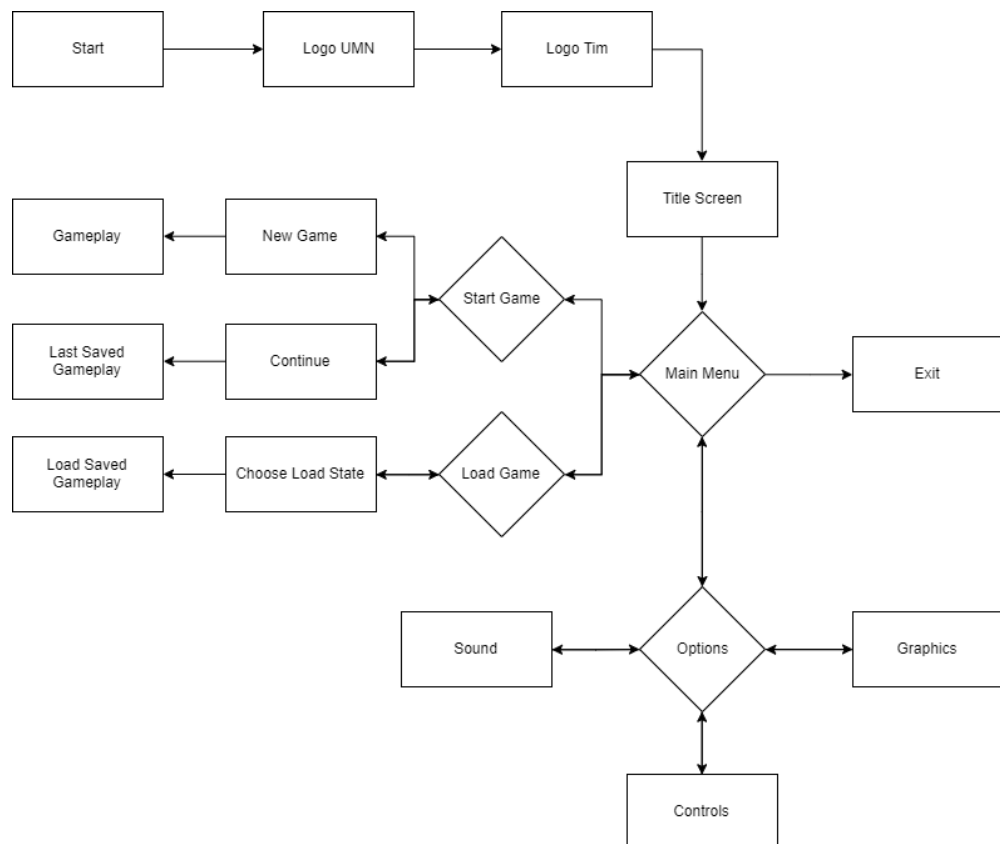 Start
Logo UMN
Logo Tim
Title Screen
Gameplay
New Game
Start Game
Last Saved
Gameplay
Continue
Main Menu
Exit
Load Saved
Gameplay
Choose Load State
Load Game
Sound
Options
Graphics
Controls